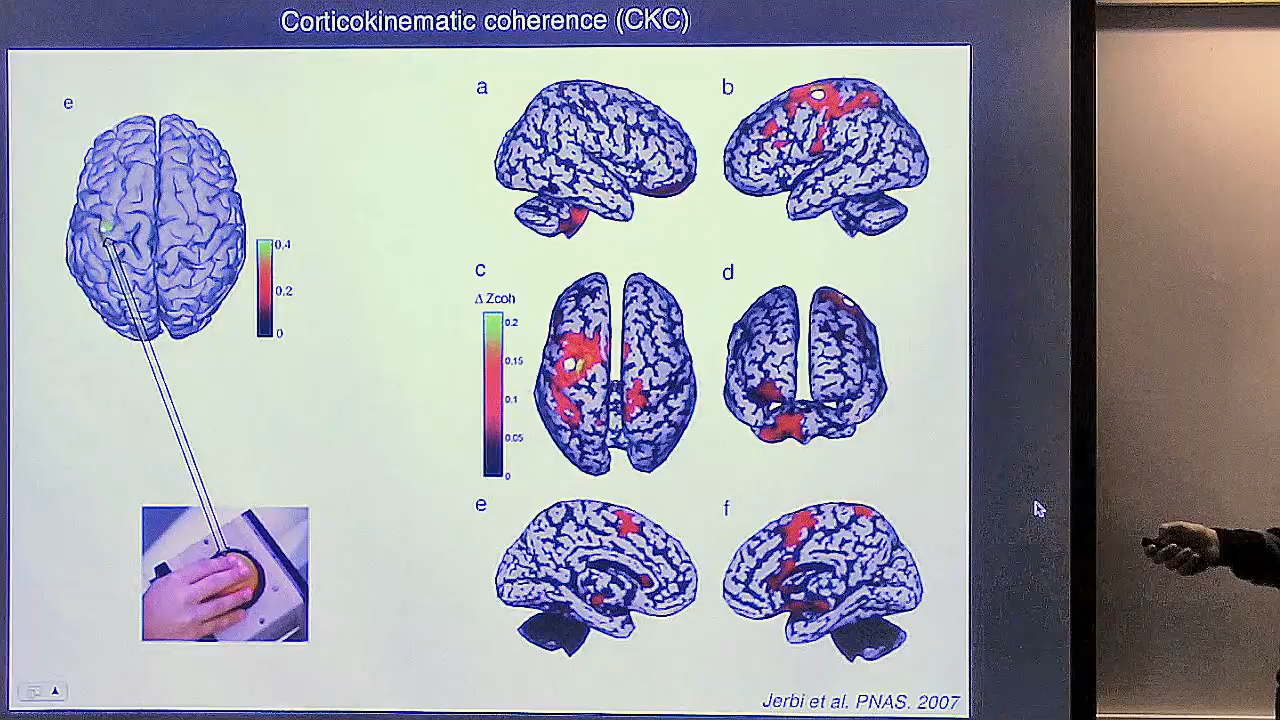 Corticokinematic coherence (CKC)
e
0.4
0.2
0
a
b
c
d
Δ Zcoh
0.2
0.15
0.1
0.05
0
e
f
Jerbi et al. PNAS. 2007